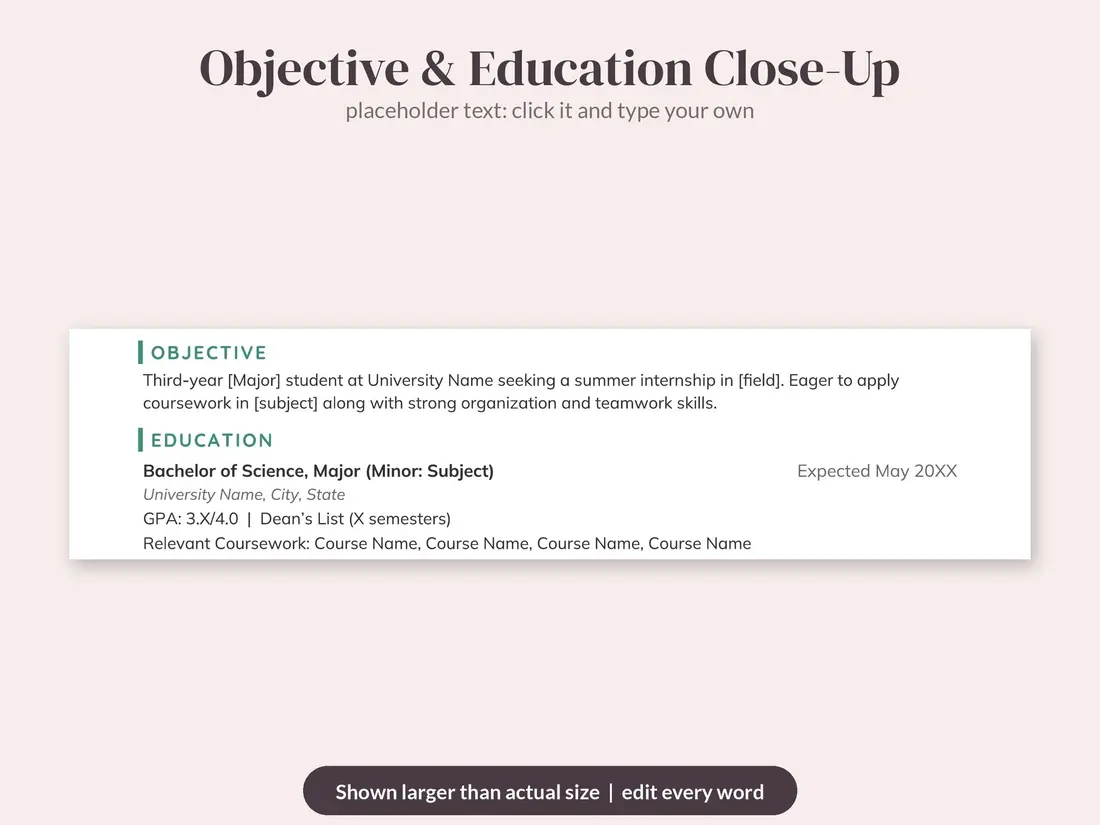 Objective & Education Close-Up
placeholder text: click it and type your own
OBJECTIVE
Third-year [Major] student at University Name seeking a summer internship in [field]. Eager to apply
coursework in [subject] along with strong organization and teamwork skills.
EDUCATION
Bachelor of Science, Major (Minor: Subject) Expected May 20XX
University Name, City, State
GPA: 3.X/4.0 | Dean’s List (X semesters)
Relevant Coursework: Course Name, Course Name, Course Name, Course Name
Shown larger than actual size | edit every word